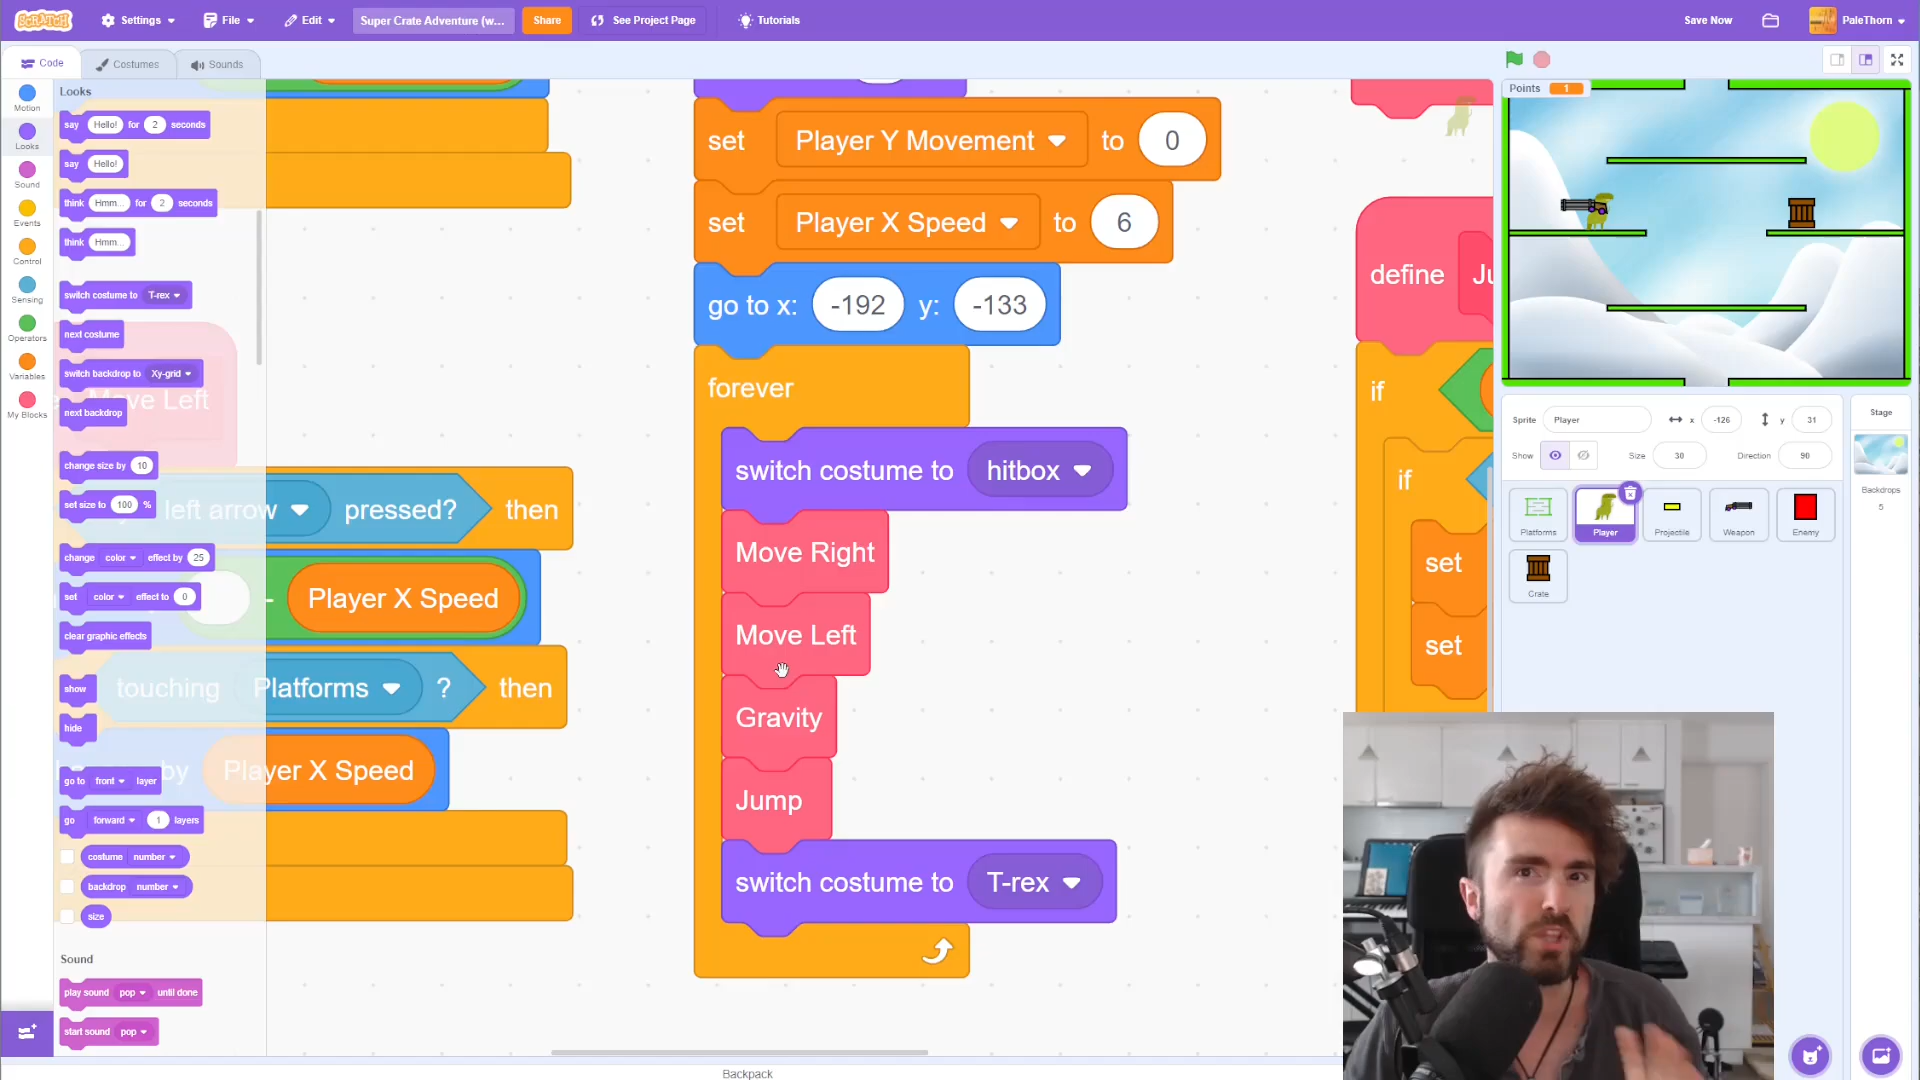 SCRATCH
Settings
File
Edit
Super Crate Adventure (w...
Share
See Project Page
Tutorials
Save Now
PaleThorn
Code
Costumes
Sounds
Motion
Looks
Sound
Events
Control
Sensing
Operators
Variables
My Blocks
Looks
say Hello! for 2 seconds
say Hello!
think Hmm... for 2 seconds
think Hmm...
switch costume to T-rex
next costume
switch backdrop to Xy-grid
next backdrop
change size by 10
set size to 100 %
change color effect by 25
set color effect to 0
clear graphic effects
show
hide
go to front layer
go forward 1 layers
costume number
backdrop number
size
Sound
play sound pop until done
start sound pop
Move Left
left arrow pressed? then
- Player X Speed
touching Platforms ? then
by Player X Speed
set Player Y Movement to 0
set Player X Speed to 6
go to x: -192 y: -133
forever
switch costume to hitbox
Move Right
Move Left
Gravity
Jump
switch costume to T-rex
define Ju
if
if
set
set
Points 1
Sprite Player x -126 y 31
Show Size 30 Direction 90
Platforms
Player
Projectile
Weapon
Enemy
Crate
Stage
Backdrops
5
Backpack